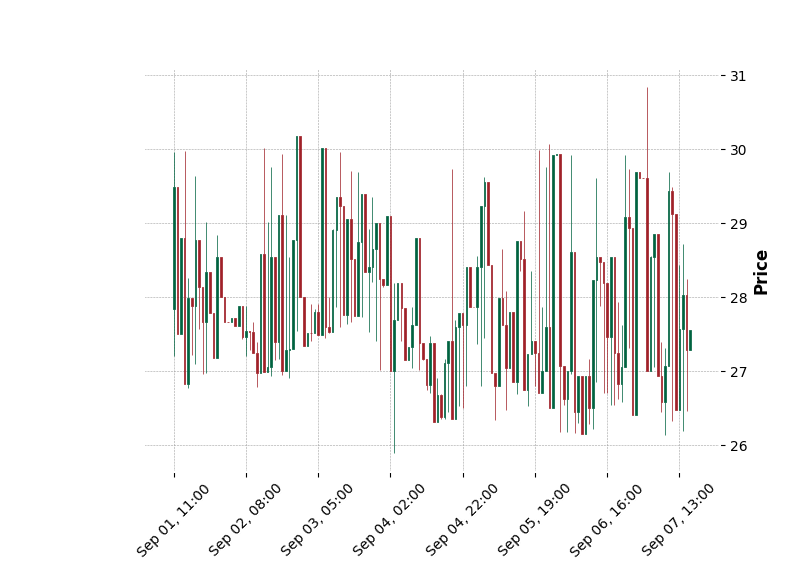 31
30
29
28
27
26
Price
Sep 01, 11:00
Sep 02, 08:00
Sep 03, 05:00
Sep 04, 02:00
Sep 04, 22:00
Sep 05, 19:00
Sep 06, 16:00
Sep 07, 13:00